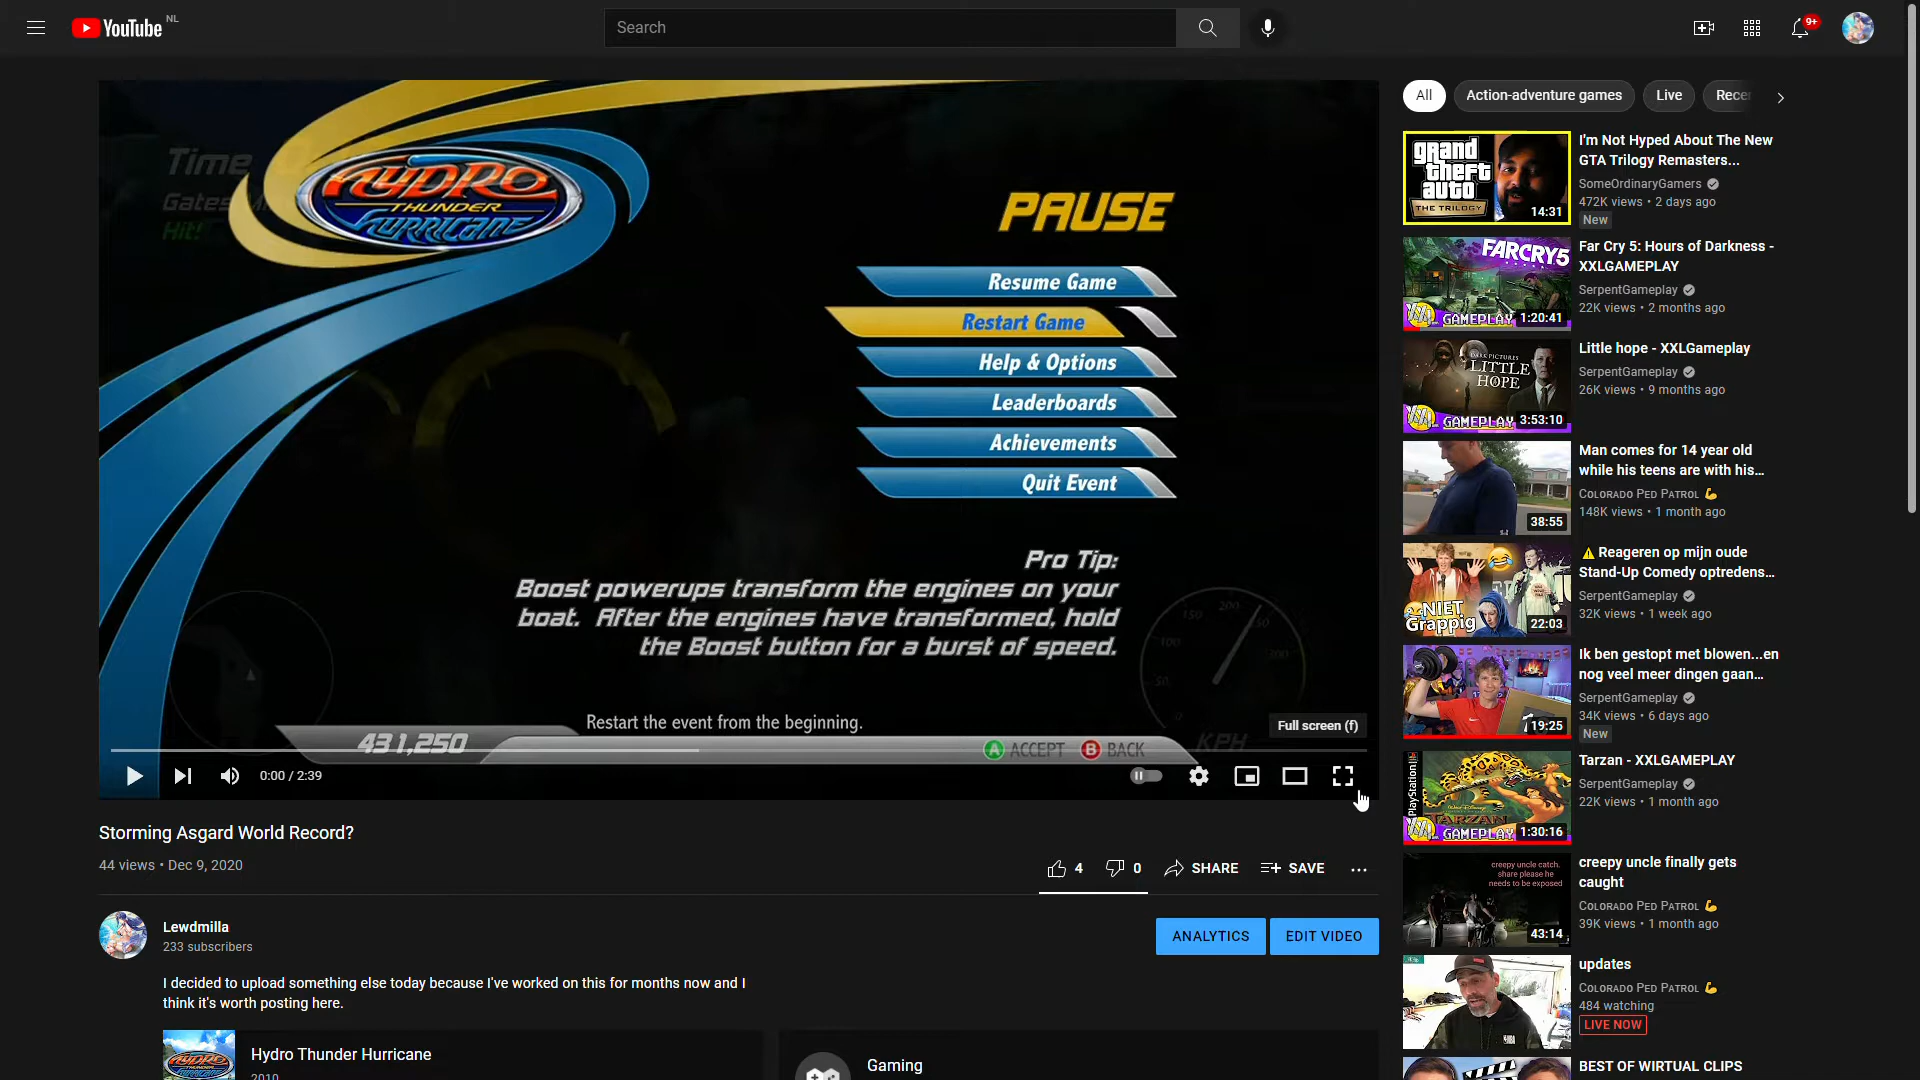 YouTube NL
Search
9+
Time
Gates
Hit!
HYDRO
THUNDER
HURRICANE
PAUSE
Resume Game
Restart Game
Help & Options
Leaderboards
Achievements
Quit Event
Pro Tip:
Boost powerups transform the engines on your
boat. After the engines have transformed, hold
the Boost button for a burst of speed.
50
100
150
200
300
0
KPH
Restart the event from the beginning.
431,250
A ACCEPT B BACK
Full screen (f)
0:00 / 2:39
Storming Asgard World Record?
44 views • Dec 9, 2020
4
0
SHARE
SAVE
Lewdmilla
233 subscribers
ANALYTICS
EDIT VIDEO
I decided to upload something else today because I've worked on this for months now and I
think it's worth posting here.
HYDRO
THUNDER
Hydro Thunder Hurricane
2010
Gaming
All
Action-adventure games
Live
Recen
grand
theft
auto
THE TRILOGY
14:31
I'm Not Hyped About The New
GTA Trilogy Remasters...
SomeOrdinaryGamers
472K views • 2 days ago
New
FARCRY5
GAMEPLAY
1:20:41
Far Cry 5: Hours of Darkness -
XXLGAMEPLAY
SerpentGameplay
22K views • 2 months ago
DARK PICTURES
LITTLE
HOPE
GAMEPLAY
3:53:10
Little hope - XXLGameplay
SerpentGameplay
26K views • 9 months ago
38:55
Man comes for 14 year old
while his teens are with his...
COLORADO PED PATROL 💪
148K views • 1 month ago
NIET
Grappig
22:03
⚠️Reageren op mijn oude
Stand-Up Comedy optredens...
SerpentGameplay
32K views • 1 week ago
19:25
Ik ben gestopt met blowen...en
nog veel meer dingen gaan...
SerpentGameplay
34K views • 6 days ago
New
PlayStation
TARZAN
GAMEPLAY
1:30:16
Tarzan - XXLGAMEPLAY
SerpentGameplay
22K views • 1 month ago
creepy uncle catch.
share please he
needs to be exposed
43:14
creepy uncle finally gets
caught
COLORADO PED PATROL 💪
39K views • 1 month ago
updates
COLORADO PED PATROL 💪
484 watching
LIVE NOW
BEST OF WIRTUAL CLIPS